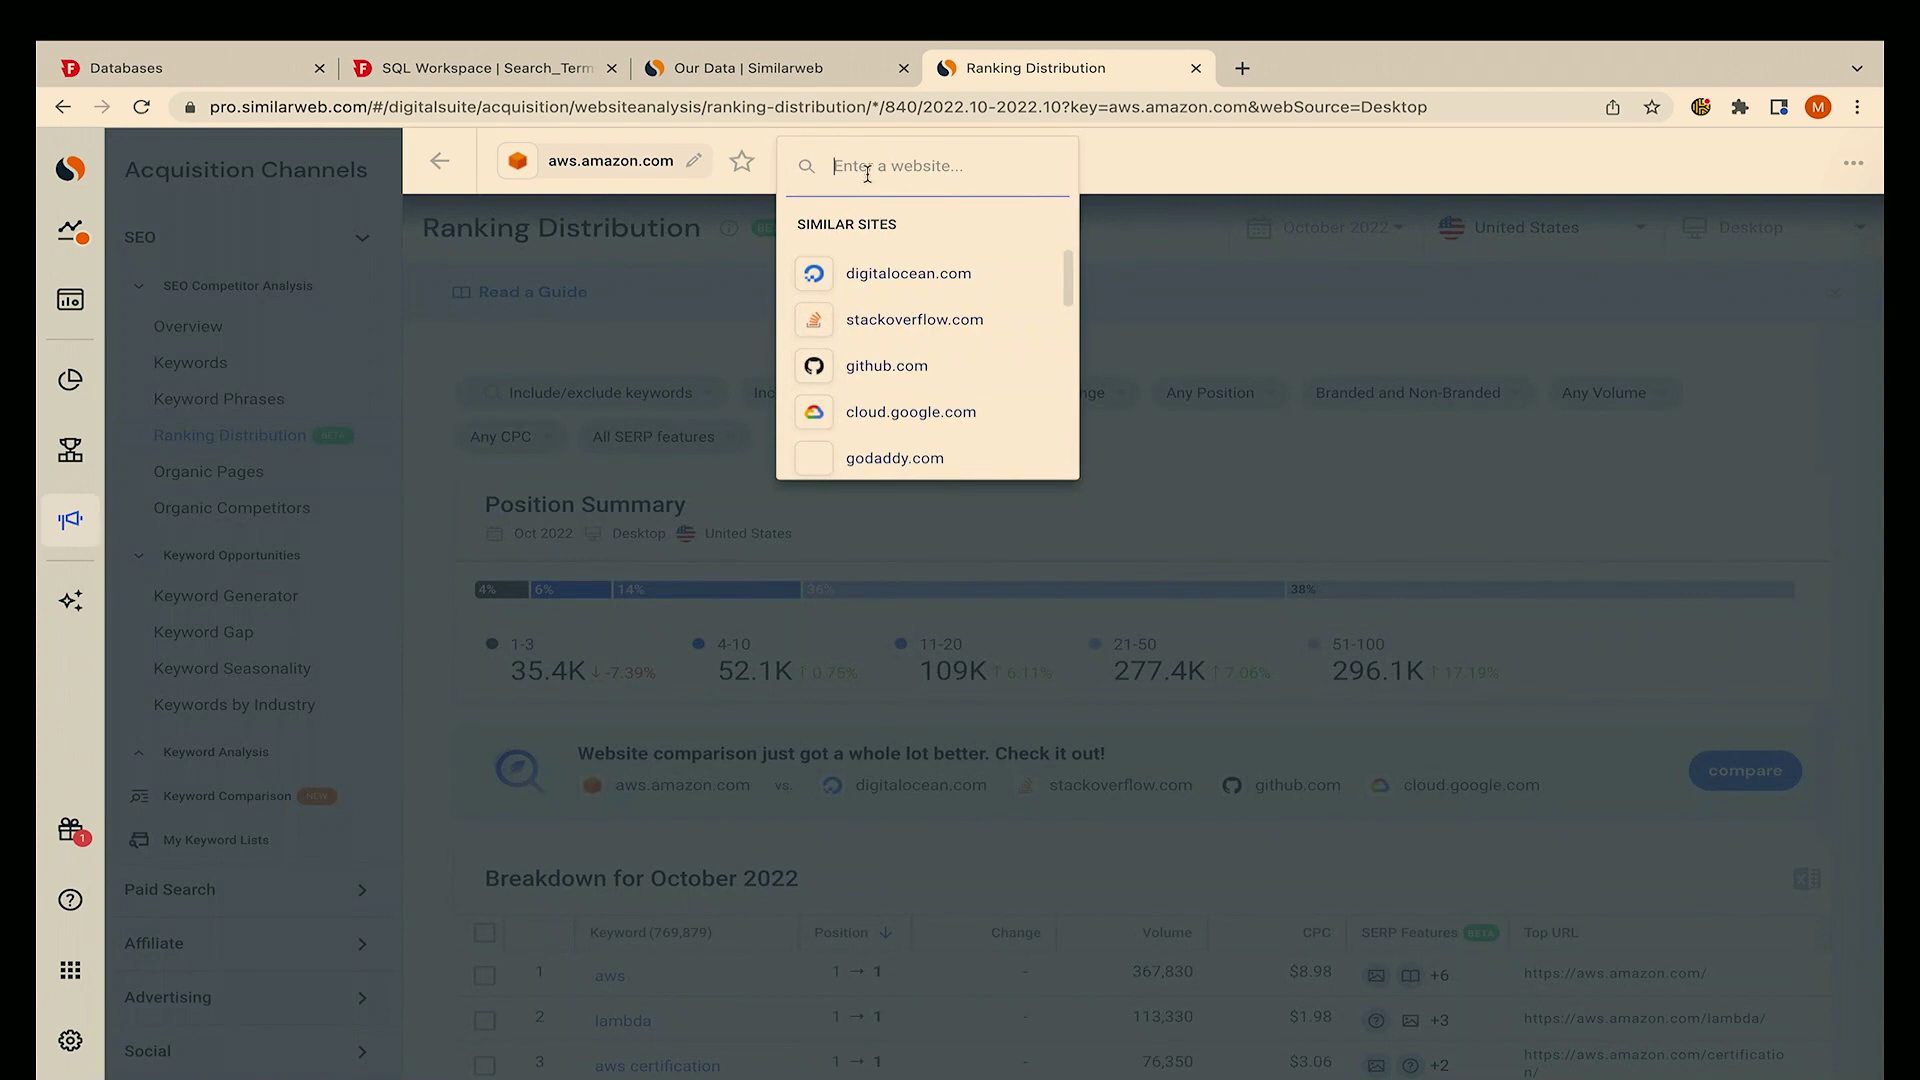 Databases
SQL Workspace | Search_Term
Our Data | Similarweb
Ranking Distribution
pro.similarweb.com/#/digitalsuite/acquisition/websiteanalysis/ranking-distribution/*/840/2022.10-2022.10?key=aws.amazon.com&webSource=Desktop
M
Acquisition Channels
aws.amazon.com
Enter a website...
SIMILAR SITES
digitalocean.com
stackoverflow.com
github.com
cloud.google.com
godaddy.com
SEO
SEO Competitor Analysis
Overview
Keywords
Keyword Phrases
Ranking Distribution BETA
Organic Pages
Organic Competitors
Keyword Opportunities
Keyword Generator
Keyword Gap
Keyword Seasonality
Keywords by Industry
Keyword Analysis
Keyword Comparison NEW
My Keyword Lists
Paid Search
Affiliate
Advertising
Social
1
Ranking Distribution
October 2022 United States Desktop
Read a Guide
Include/exclude keywords Any Position Branded and Non-Branded Any Volume
Any CPC All SERP features
Position Summary
Oct 2022 Desktop United States
4% 6% 14% 36% 38%
1-3 4-10 11-20 21-50 51-100
35.4K ↓ -7.39% 52.1K ↑ 0.75% 109K ↑ 6.11% 277.4K ↑ 7.06% 296.1K ↑ 17.19%
Website comparison just got a whole lot better. Check it out!
aws.amazon.com vs. digitalocean.com stackoverflow.com github.com cloud.google.com
compare
Breakdown for October 2022
Keyword (769,879) Position ↓ Change Volume CPC SERP Features BETA Top URL
1 aws 1 → 1 - 367,830 $8.98 +6 https://aws.amazon.com/
2 lambda 1 → 1 - 113,330 $1.98 +3 https://aws.amazon.com/lambda/
3 aws certification 1 → 1 - 76,350 $3.06 +2 https://aws.amazon.com/certificatio
n/